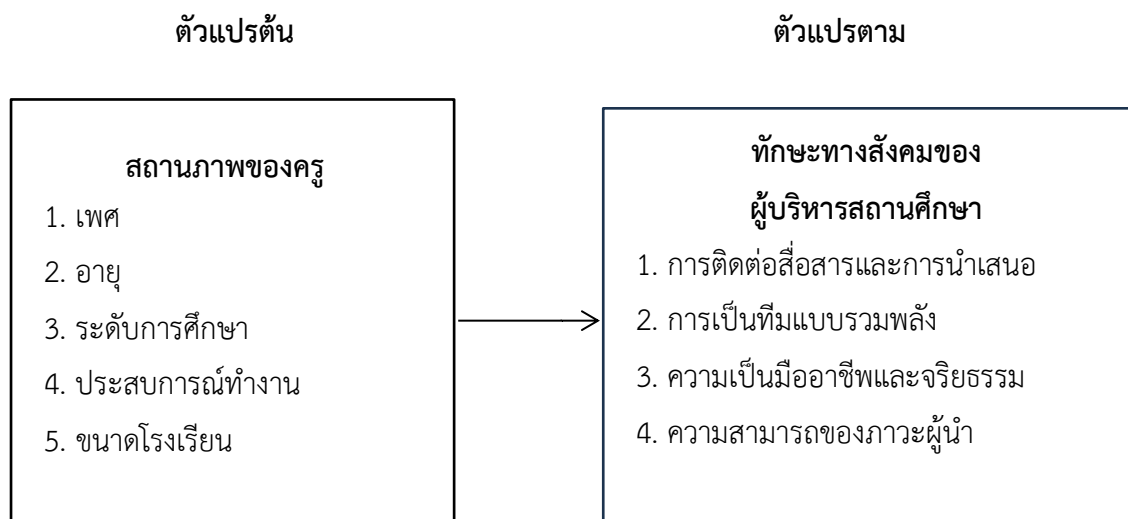 ตัวแปรต้น
ตัวแปรตาม
สถานภาพของครู
1. เพศ
2. อายุ
3. ระดับการศึกษา
4. ประสบการณ์ทำงาน
5. ขนาดโรงเรียน
ทักษะทางสังคมของ
ผู้บริหารสถานศึกษา
1. การติดต่อสื่อสารและการนำเสนอ
2. การเป็นทีมแบบรวมพลัง
3. ความเป็นมืออาชีพและจริยธรรม
4. ความสามารถของภาวะผู้นำ